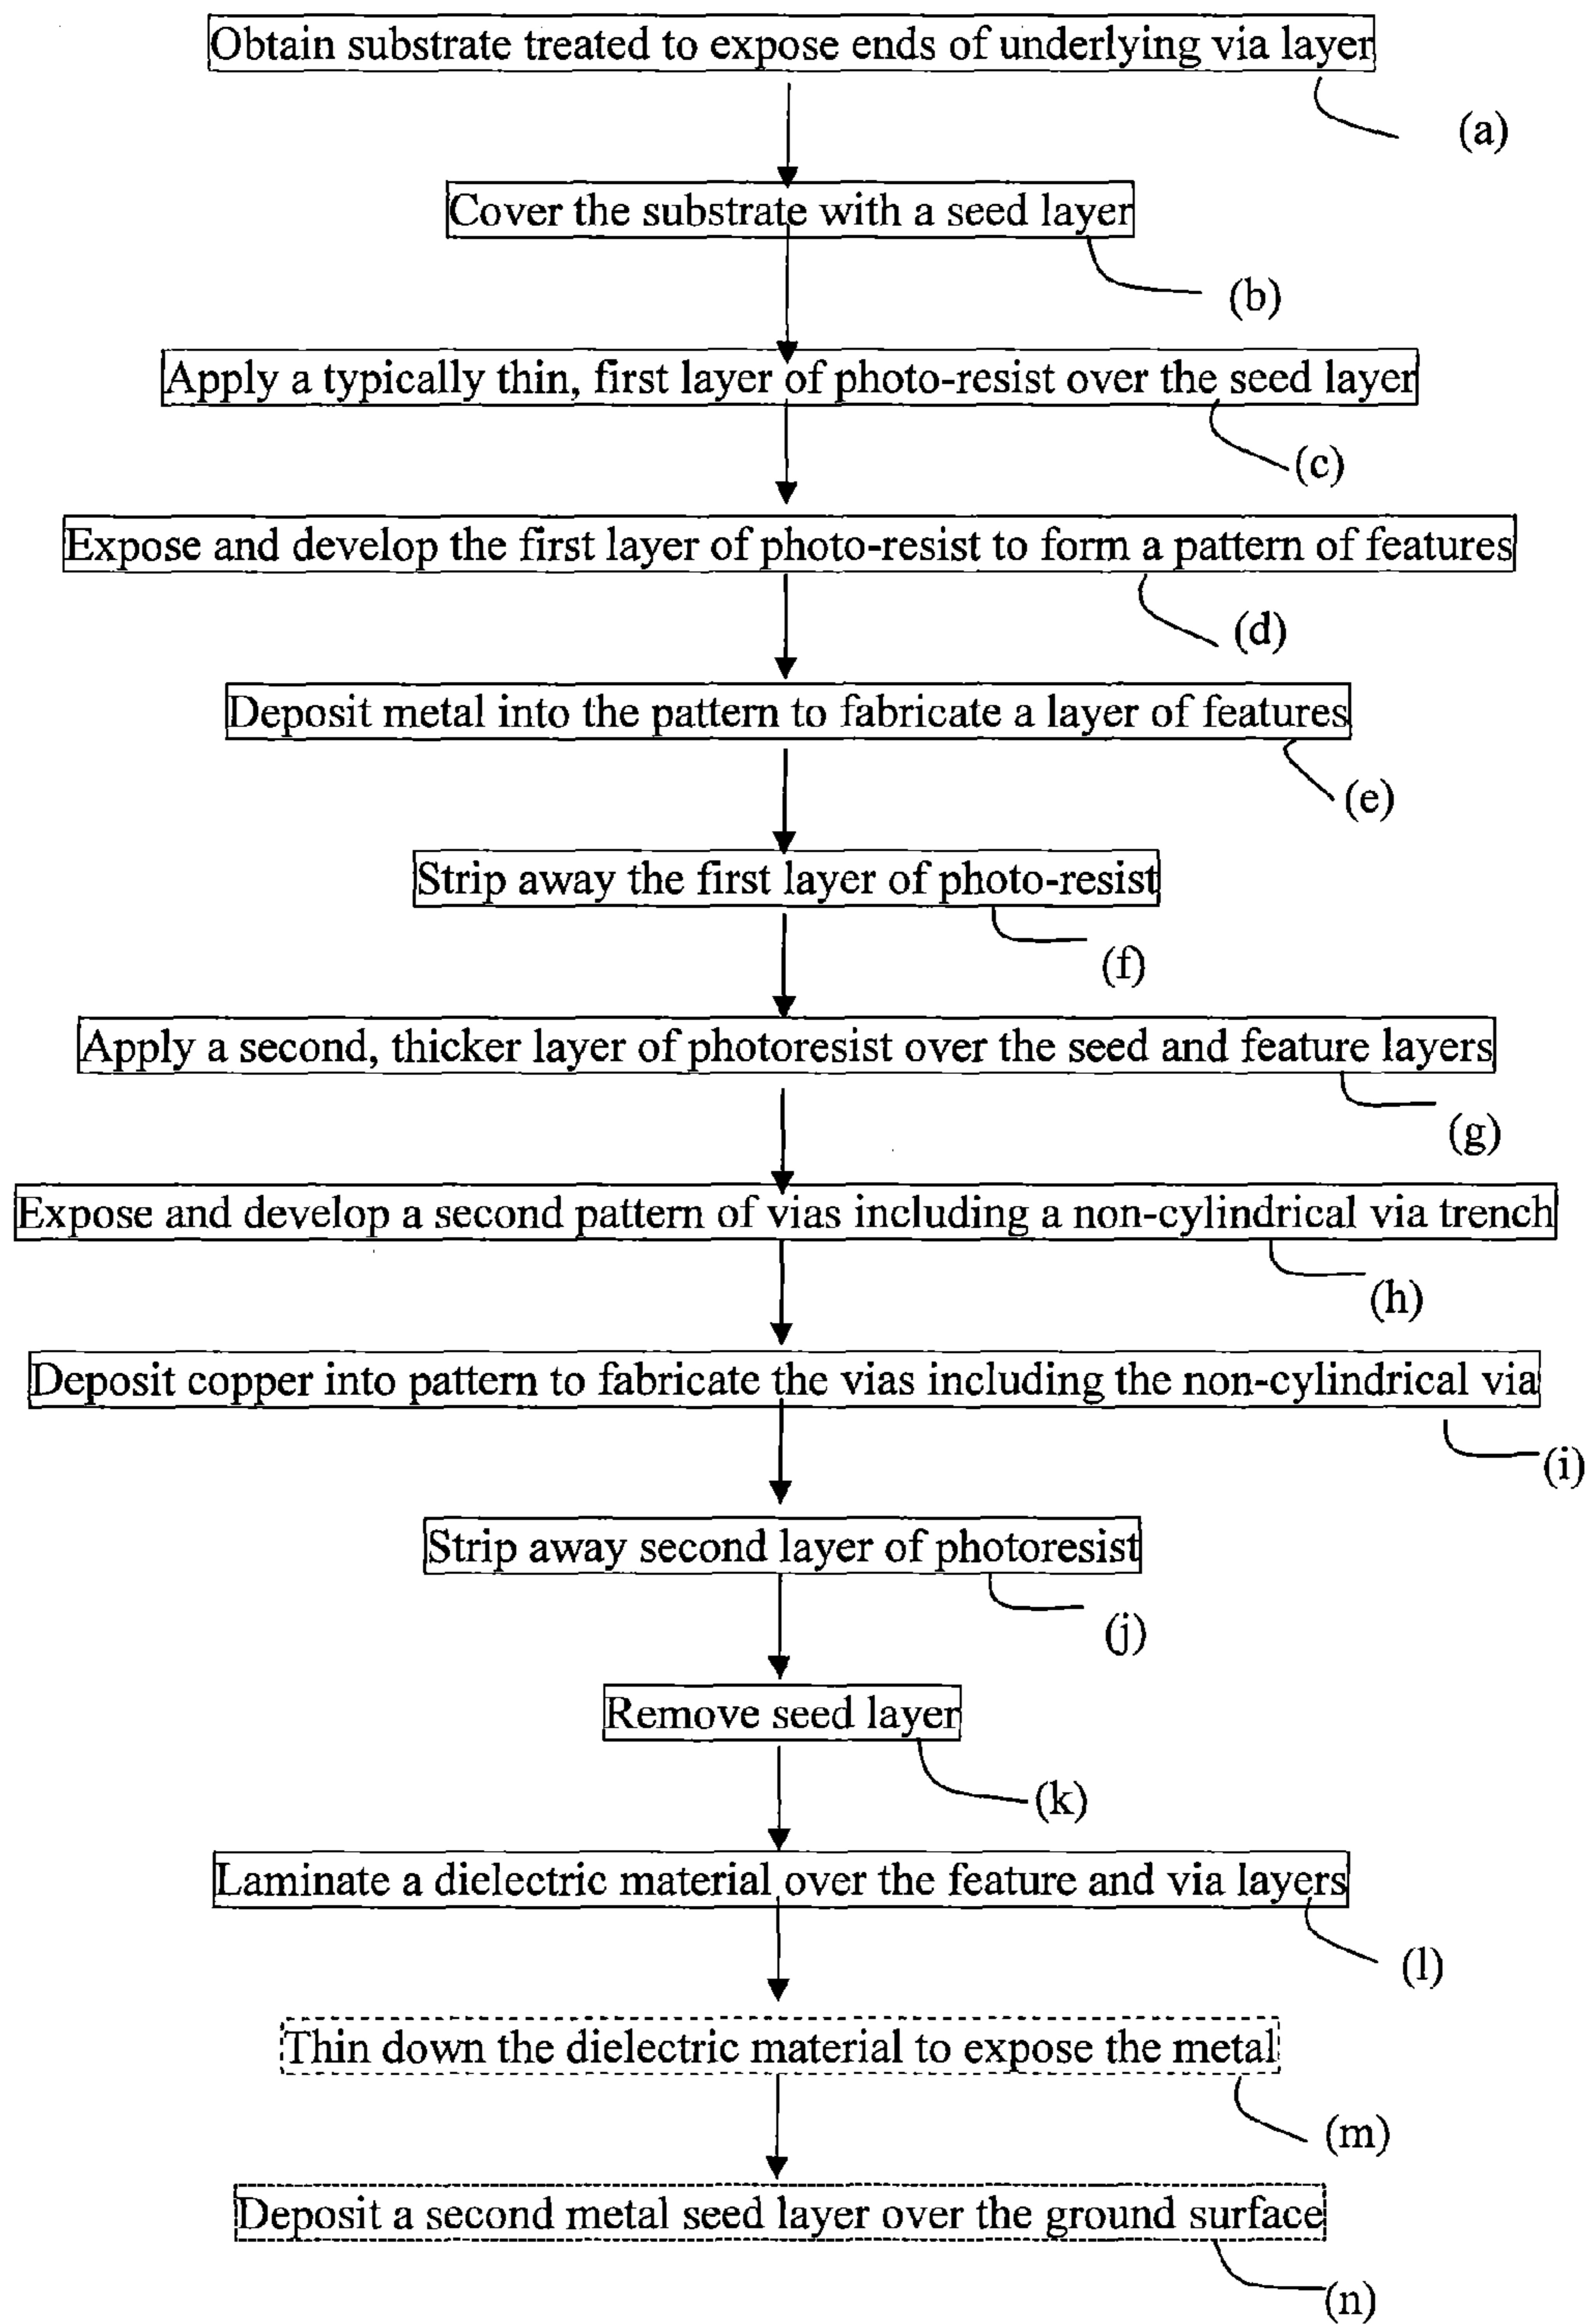 Obtain substrate treated to expose ends of underlying via layer
(a)
Cover the substrate with a seed layer
(b)
Apply a typically thin, first layer of photo-resist over the seed layer
(c)
Expose and develop the first layer of photo-resist to form a pattern of features
(d)
Deposit metal into the pattern to fabricate a layer of features
(e)
Strip away the first layer of photo-resist
(f)
Apply a second, thicker layer of photoresist over the seed and feature layers
(g)
Expose and develop a second pattern of vias including a non-cylindrical via trench
(h)
Deposit copper into pattern to fabricate the vias including the non-cylindrical via
(i)
Strip away second layer of photoresist
(j)
Remove seed layer
(k)
Laminate a dielectric material over the feature and via layers
(l)
Thin down the dielectric material to expose the metal
(m)
Deposit a second metal seed layer over the ground surface
(n)